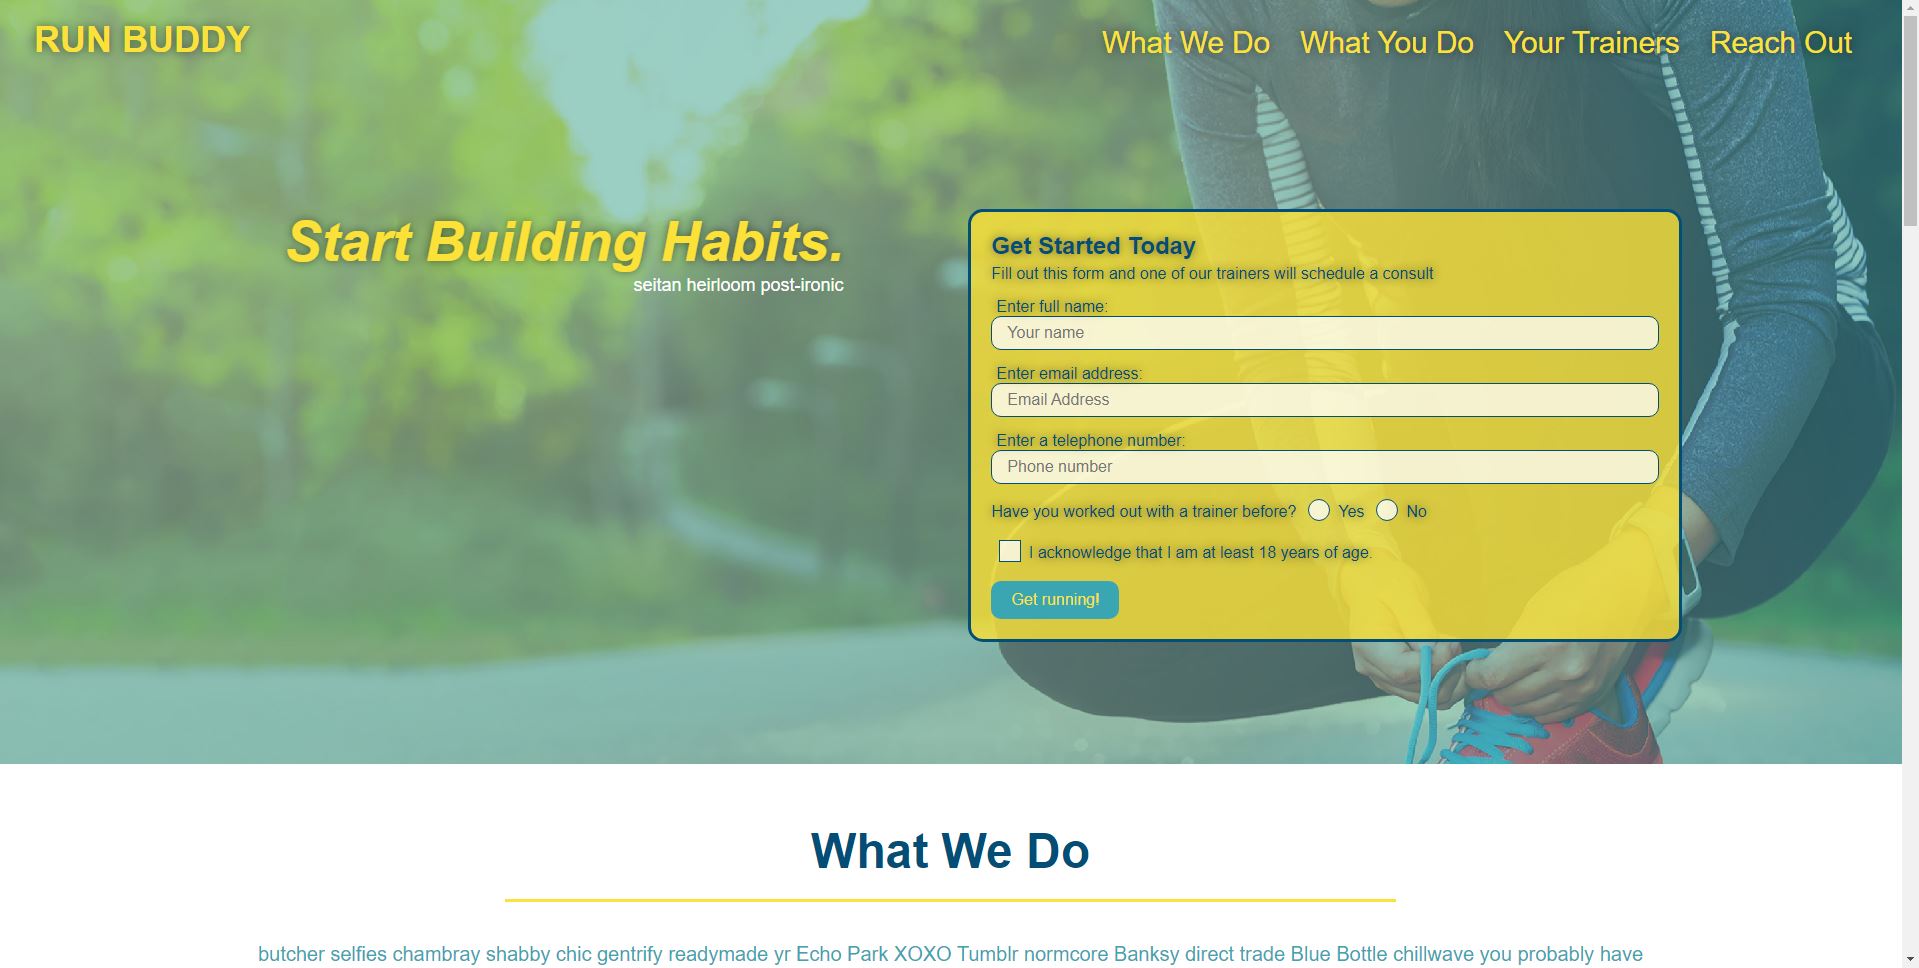 RUN BUDDY
What We Do What You Do Your Trainers Reach Out
Start Building Habits.
seitan heirloom post-ironic
Get Started Today
Fill out this form and one of our trainers will schedule a consult
Enter full name:
Your name
Enter email address:
Email Address
Enter a telephone number:
Phone number
Have you worked out with a trainer before? Yes No
I acknowledge that I am at least 18 years of age.
Get running!
What We Do
butcher selfies chambray shabby chic gentrify readymade yr Echo Park XOXO Tumblr normcore Banksy direct trade Blue Bottle chillwave you probably have